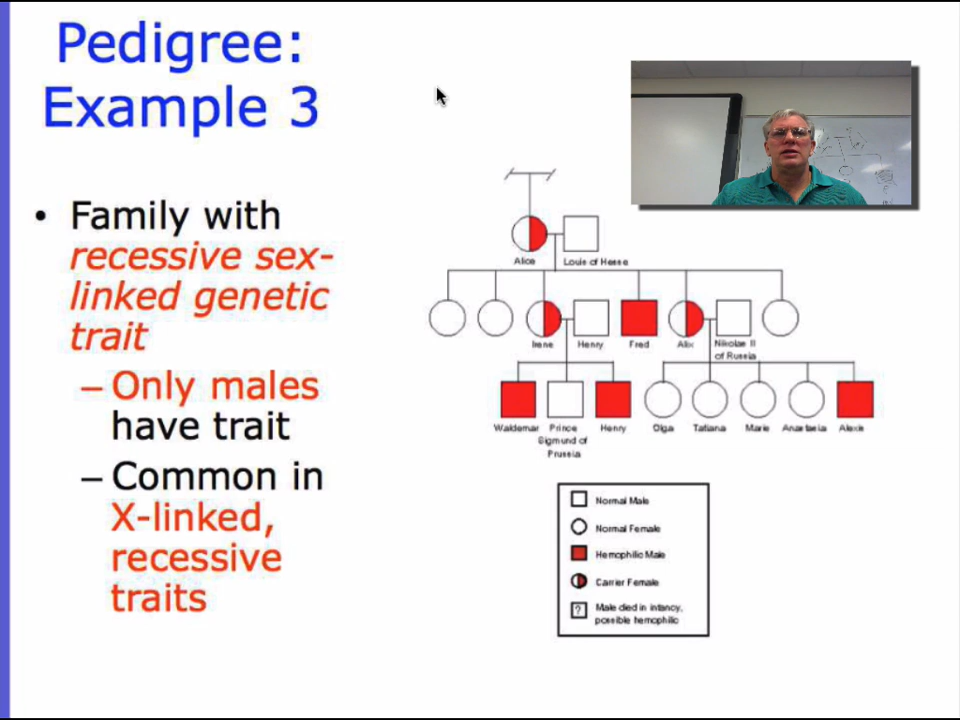 Pedigree:
Example 3
• Family with
recessive sex-
linked genetic
trait
– Only males
have trait
– Common in
X-linked,
recessive
traits
Alice
Louis of Hesse
Irene
Henry
Fred
Alix
Nikolae II
of Russia
Waldemar
Prince
Sigmund of
Prussia
Henry
Olga
Tatiana
Marie
Anastasia
Alexis
Normal Male
Normal Female
Hemophilic Male
Carrier Female
?
Male died in infancy,
possible hemophilic